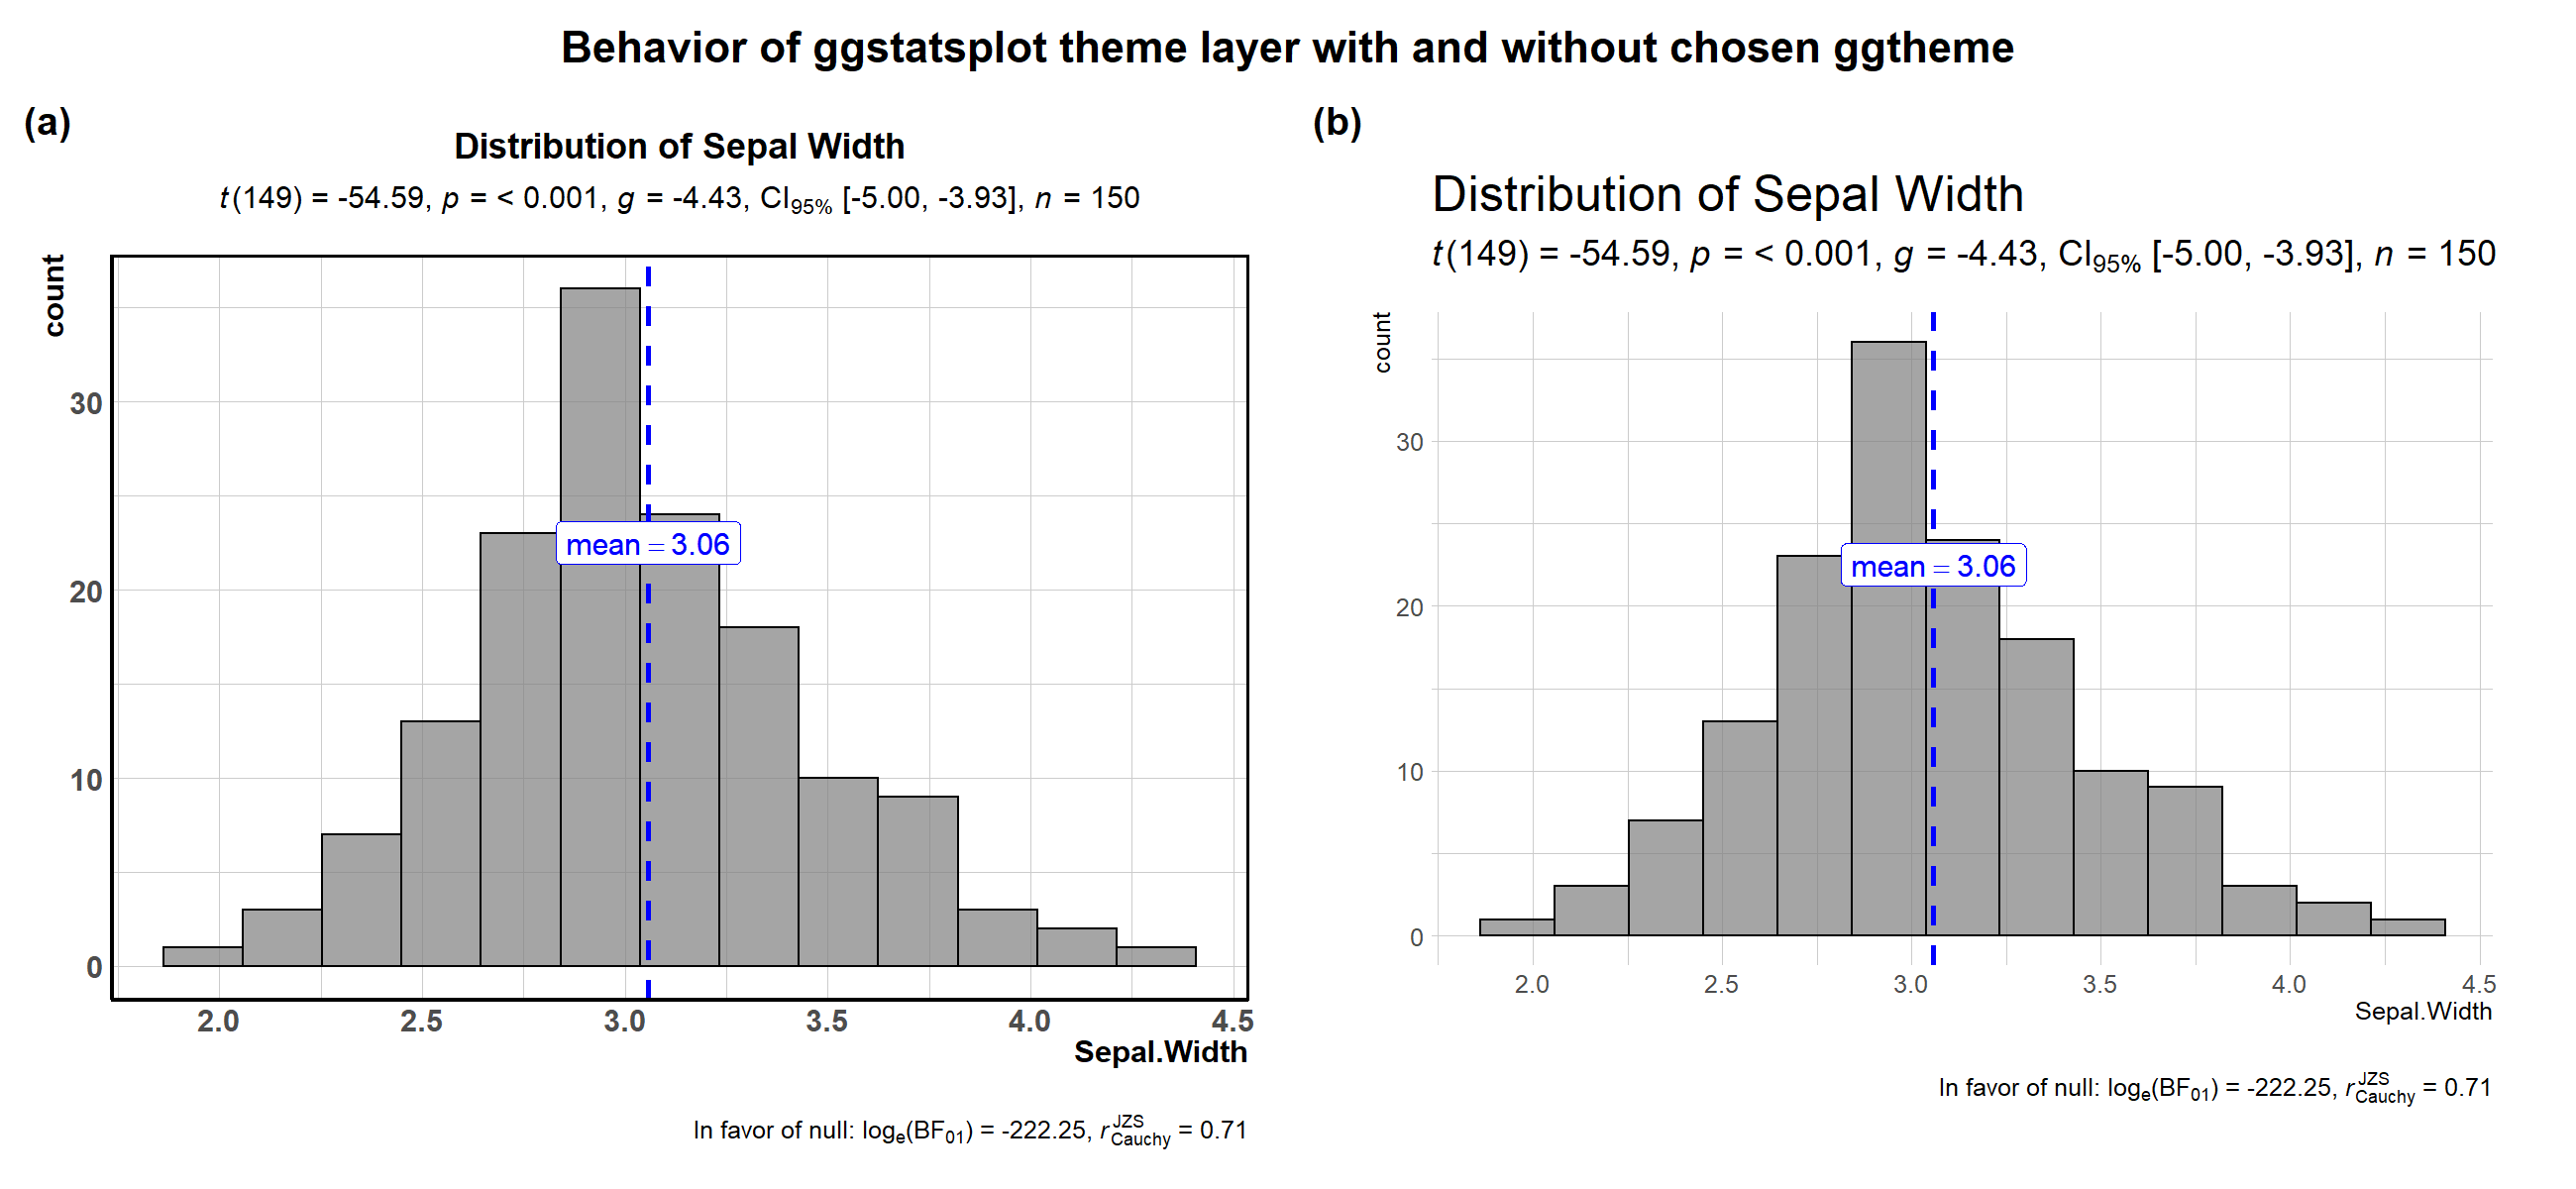 Behavior of ggstatsplot theme layer with and without chosen ggtheme
(a)
Distribution of Sepal Width
t(149) = -54.59, p = < 0.001, g = -4.43, CI95% [-5.00, -3.93], n = 150
count
30
20
10
0
mean = 3.06
2.0 2.5 3.0 3.5 4.0 4.5
Sepal.Width
In favor of null: loge(BF01) = -222.25, rCauchyJZS = 0.71
(b)
Distribution of Sepal Width
t(149) = -54.59, p = < 0.001, g = -4.43, CI95% [-5.00, -3.93], n = 150
count
30
20
10
0
mean = 3.06
2.0 2.5 3.0 3.5 4.0 4.5
Sepal.Width
In favor of null: loge(BF01) = -222.25, rCauchyJZS = 0.71